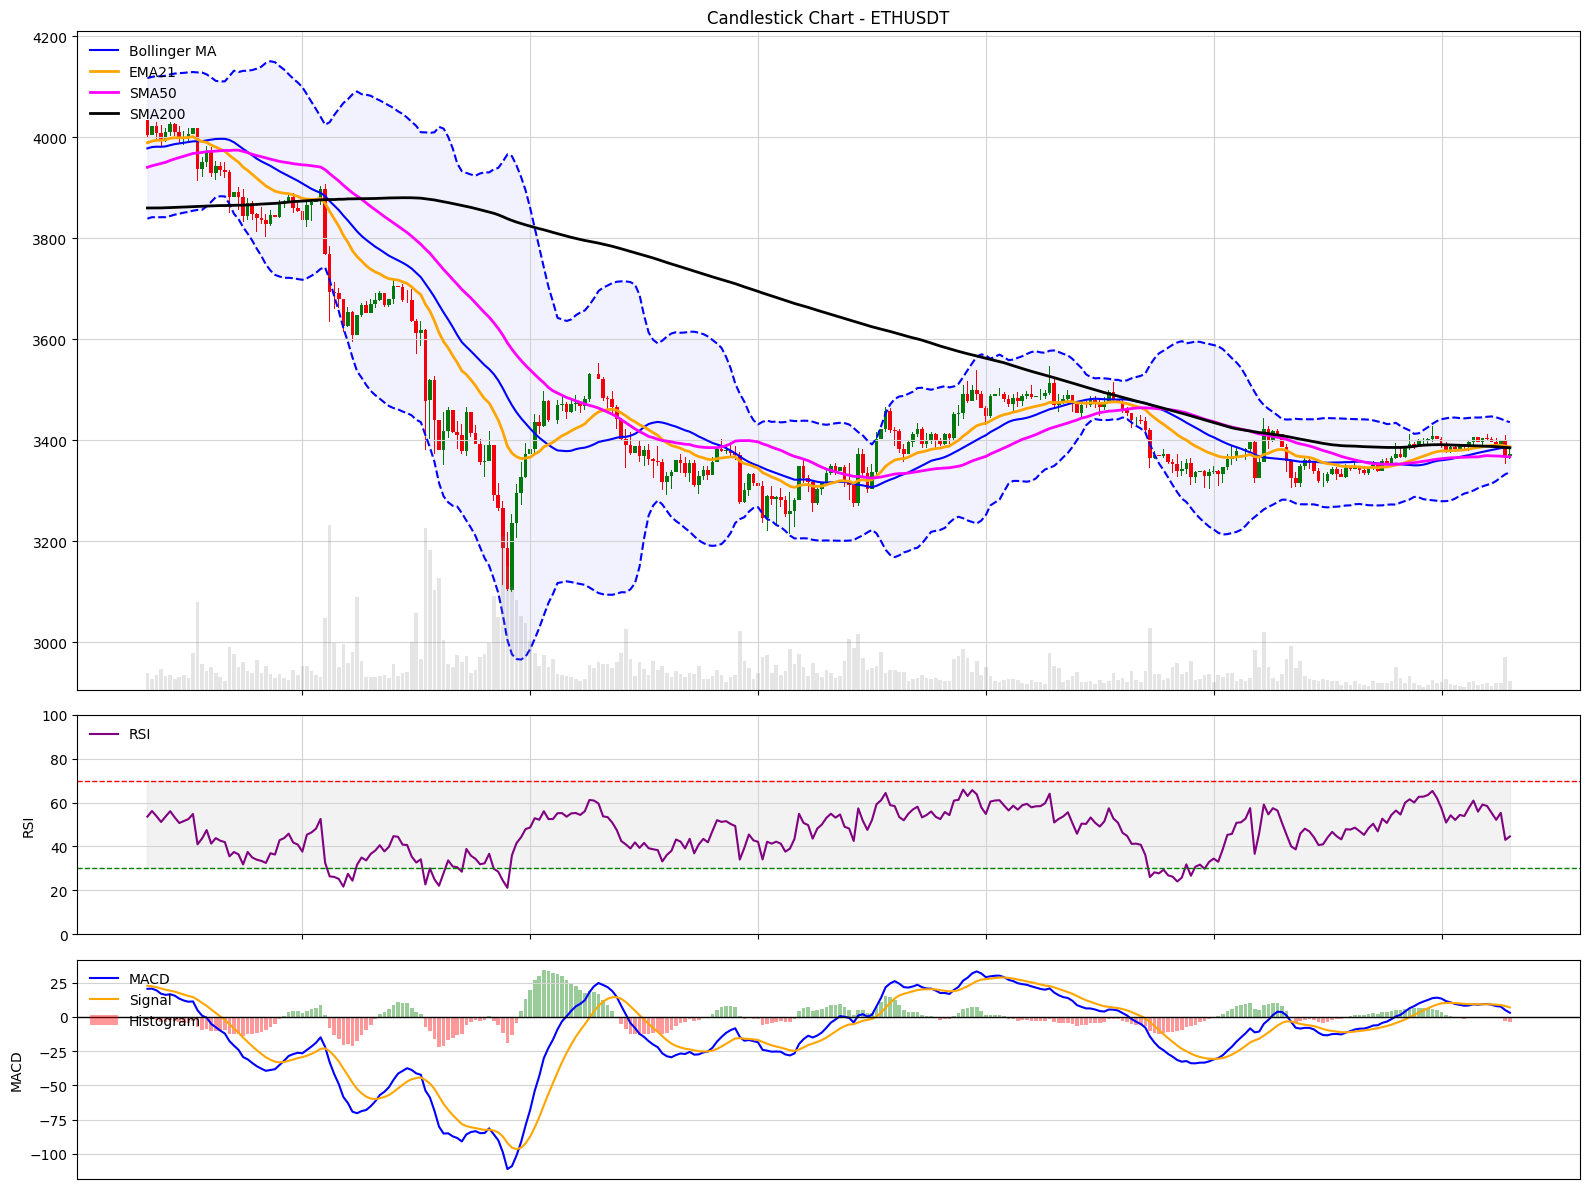 Candlestick Chart - ETHUSDT
4200
4000
3800
3600
3400
3200
3000
Bollinger MA
EMA21
SMA50
SMA200
100
80
60
40
20
0
RSI
RSI
25
0
−25
−50
−75
−100
MACD
MACD
Signal
Histogram